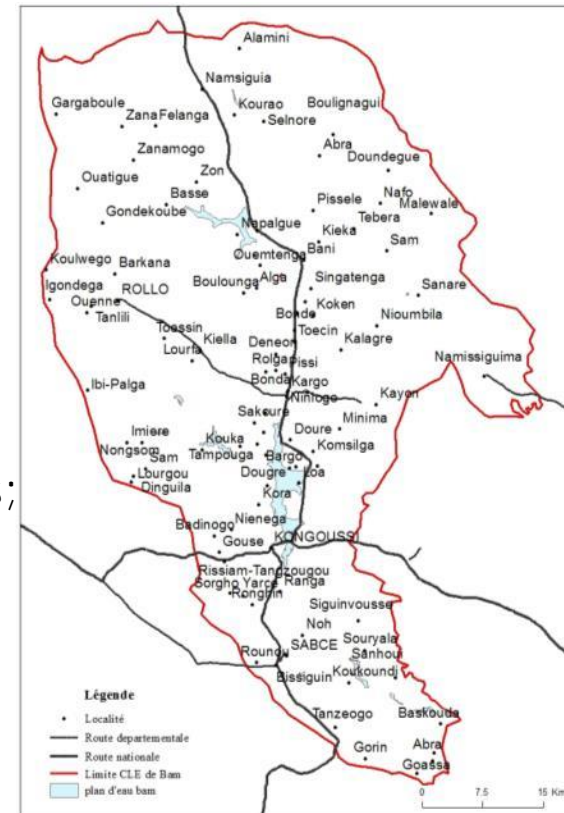 Alamini
Namsiguia
Gargaboule
Zana
Felanga
Kourao
Selnore
Boulignagui
Abra
Zanamogo
Doundegue
Zon
Ouatigue
Basse
Pissele
Nafo
Malewale
Gondekoube
Tebera
Napalgue
Kieka
Bani
Sam
Ouemtenga
Koulwego
Barkana
Alga
Boulounga
Singatenga
Sanare
Igondega
ROLLO
Ouenne
Koken
Bonde
Tanlili
Nioumbila
Toessin
Kiella
Toecin
Deneon
Lourfa
Kalagre
Rolga
Pissi
Namissiguima
Bonda
Kargo
Ibi-Palga
Niniogo
Kayon
Sakoure
Minima
Doure
Imiere
Kouka
Komsilga
Nongsom
Tampouga
Bargo
Sam
Loa
Lourgou
Dougre
;
Dinguila
Kora
Nienega
Badinogo
KONGOUSSI
Gouse
Rissiam-Tangzougou
Sorgho Yarce
Ranga
Ronghin
Siguinvousse
Noh
Souryala
SABCE
Sanhoui
Roundu
Koukoundi
Bissiguin
Légende
Localité
Tanzeogo
Baskouda
Route departementale
Route nationale
Gorin
Abra
Limite CLE de Bam
Goassa
plan d'eau bam
0 7.5 15 Km